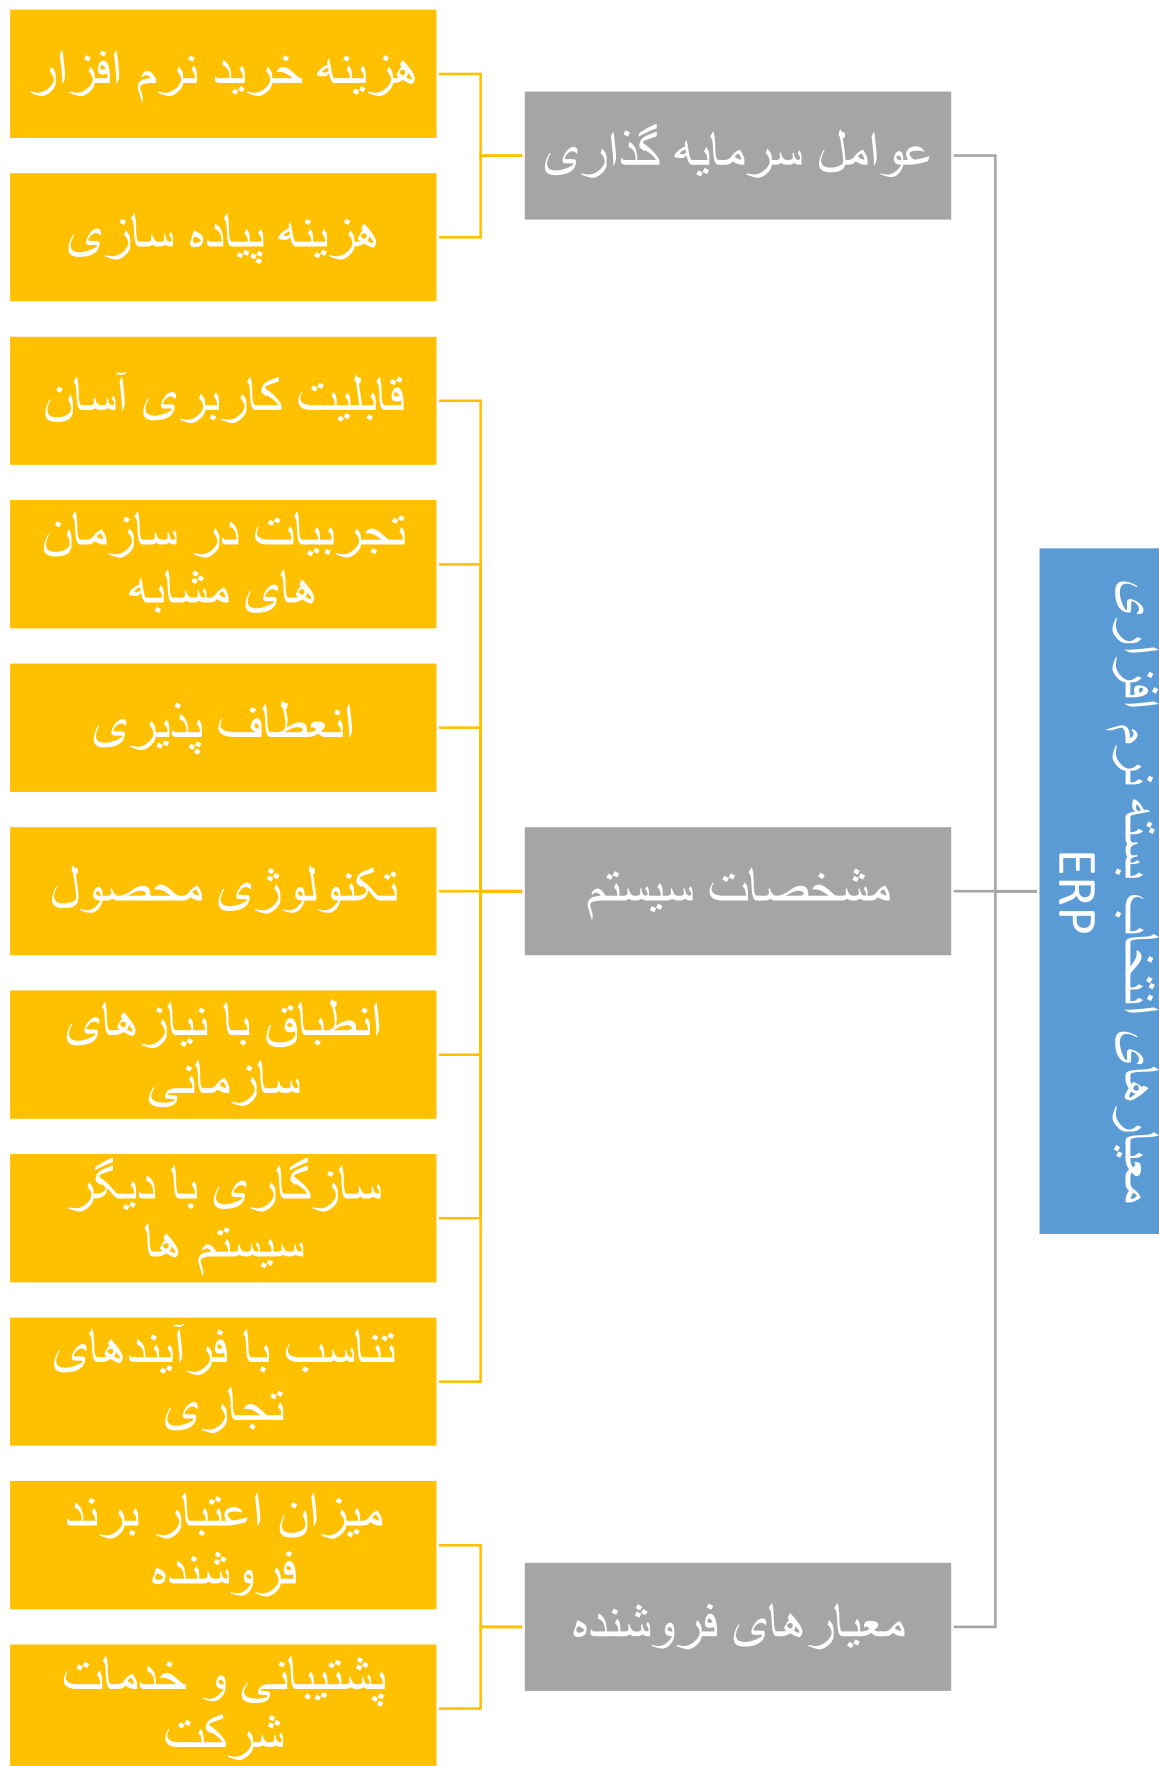 معیارهای انتخاب بسته نرم افزاری
ERP
عوامل سرمایه گذاری
هزینه خرید نرم افزار
هزینه پیاده سازی
مشخصات سیستم
قابلیت کاربری آسان
تجربیات در سازمان
های مشابه
انعطاف پذیری
تکنولوژی محصول
انطباق با نیازهای
سازمانی
سازگاری با دیگر
سیستم ها
تناسب با فرآیندهای
تجاری
معیارهای فروشنده
میزان اعتبار برند
فروشنده
پشتیبانی و خدمات
شرکت